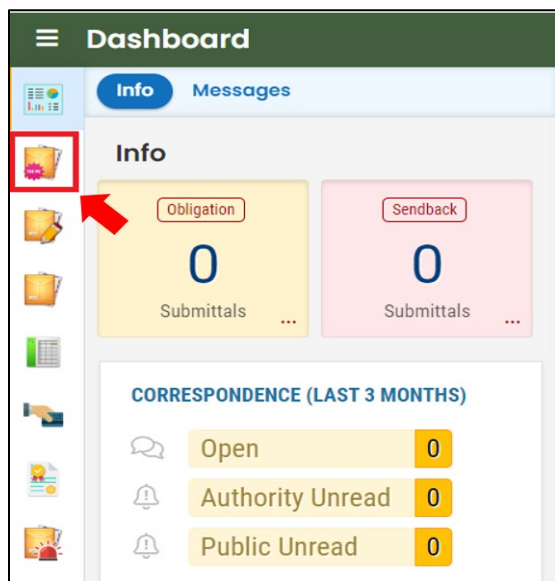 Dashboard
Info Messages
Info
Obligation Sendback
0 0
Submittals ... Submittals ...
CORRESPONDENCE (LAST 3 MONTHS)
Open 0
Authority Unread 0
Public Unread 0